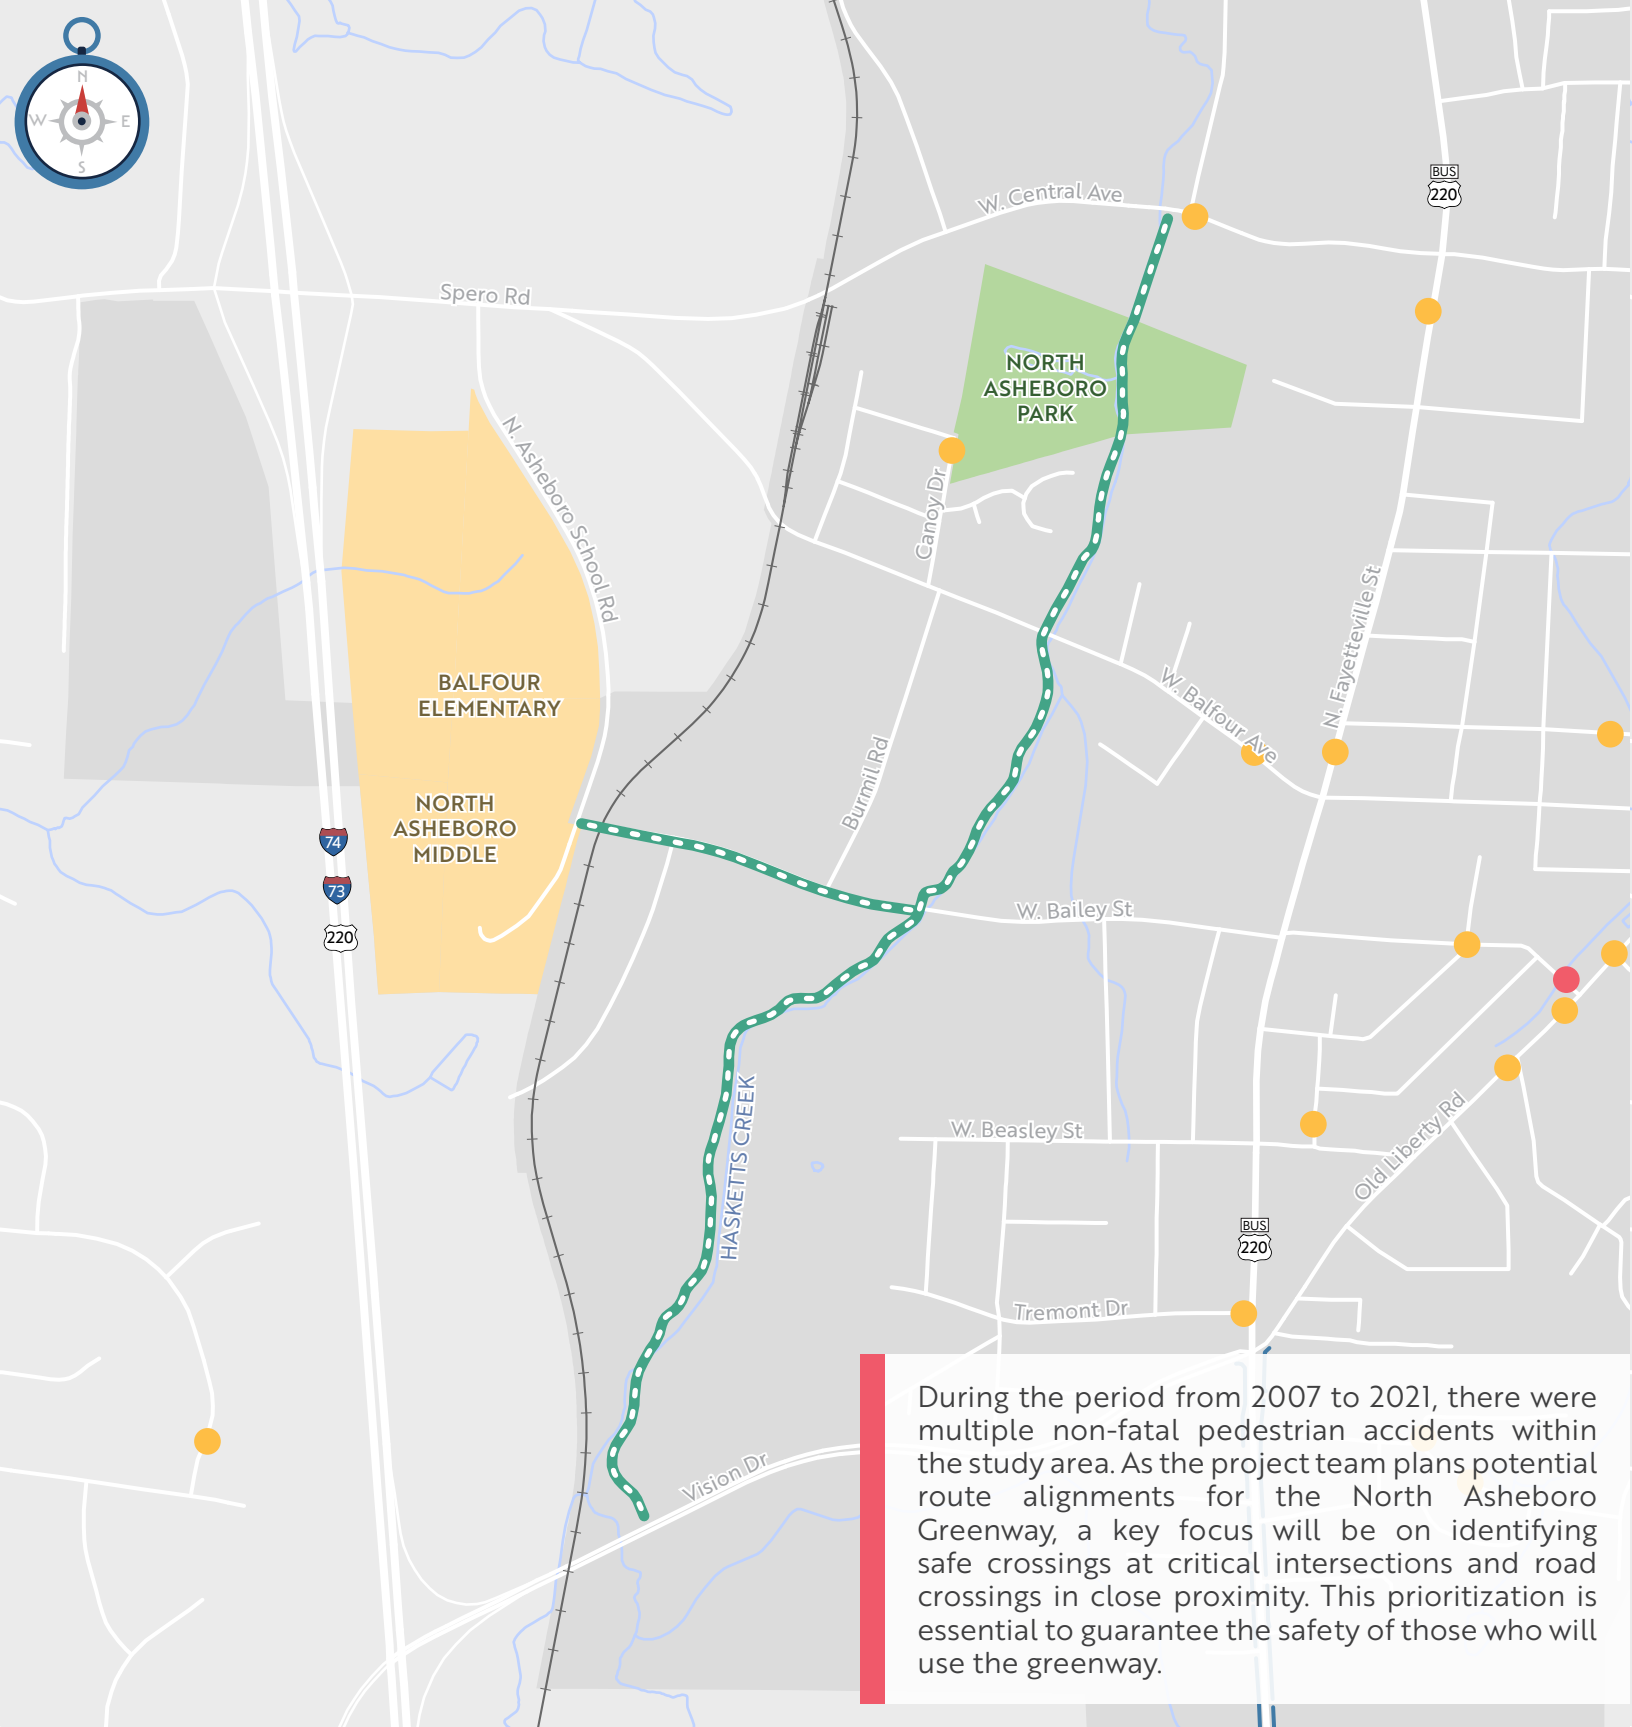 N
W
E
S
W. Central Ave
BUS
220
Spero Rd
NORTH
ASHEBORO
PARK
N. Asheboro School Rd
Canoy Dr
N. Fayetteville St
BALFOUR
ELEMENTARY
W. Balfour Ave
Burmil Rd
NORTH
ASHEBORO
MIDDLE
74
73
220
W. Bailey St
HASKETTS CREEK
W. Beasley St
Old Liberty Rd
BUS
220
Tremont Dr
Vision Dr
During the period from 2007 to 2021, there were
multiple non-fatal pedestrian accidents within
the study area. As the project team plans potential
route alignments for the North Asheboro
Greenway, a key focus will be on identifying
safe crossings at critical intersections and road
crossings in close proximity. This prioritization is
essential to guarantee the safety of those who will
use the greenway.